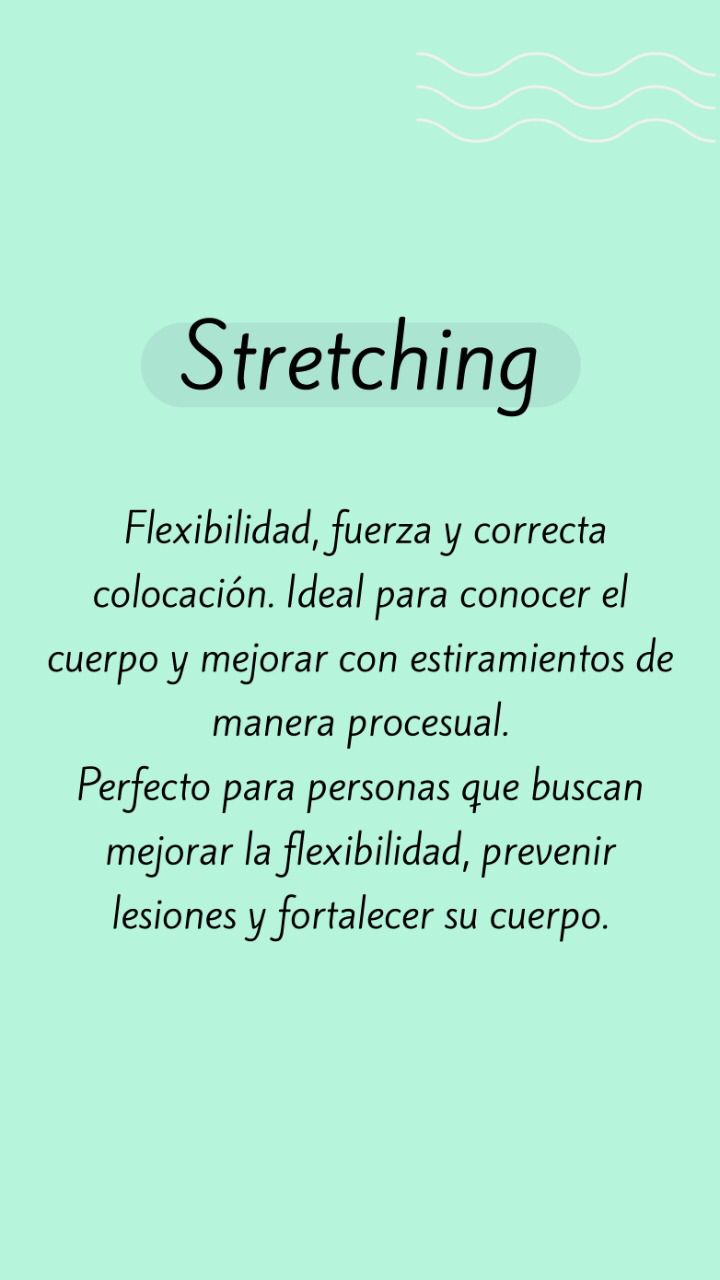 Stretching
Flexibilidad, fuerza y correcta
colocación. Ideal para conocer el
cuerpo y mejorar con estiramientos de
manera procesual.
Perfecto para personas que buscan
mejorar la flexibilidad, prevenir
lesiones y fortalecer su cuerpo.